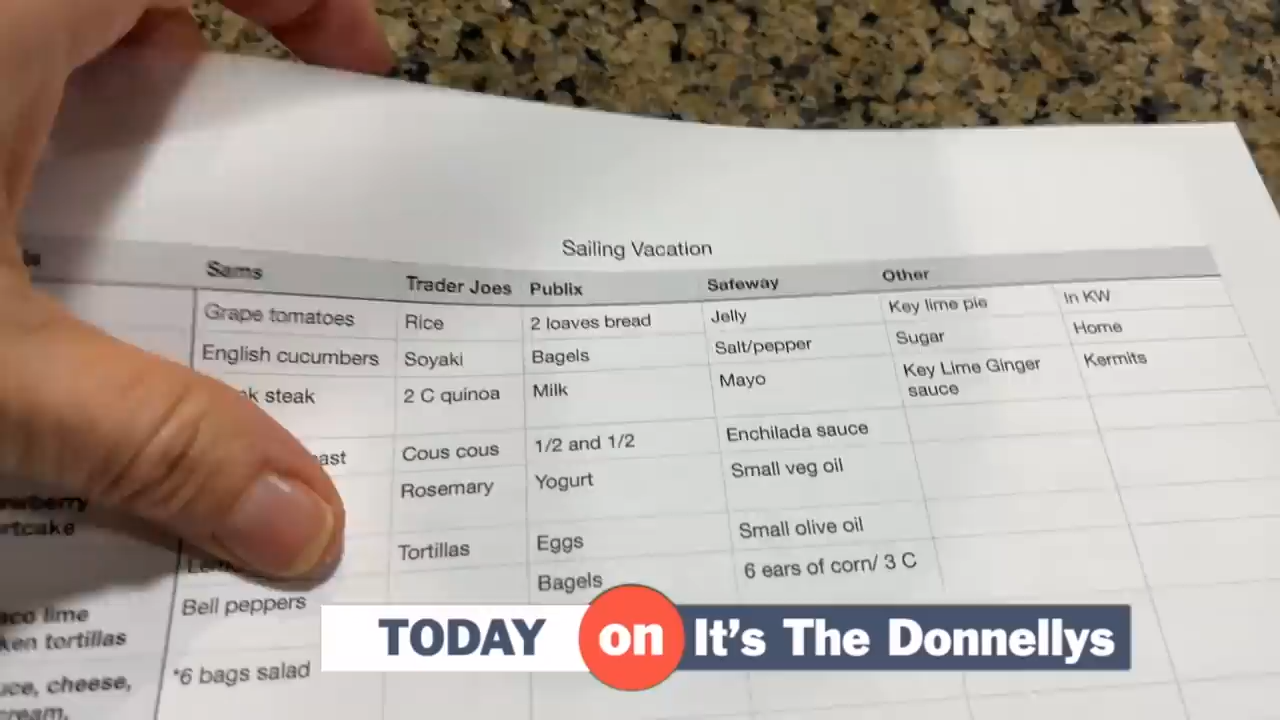 Sailing Vacation
Sams Trader Joes Publix Safeway Other
Grape tomatoes Rice 2 loaves bread Jelly Key lime pie In KW
English cucumbers Soyaki Bagels Salt/pepper Sugar Home
steak 2 C quinoa Milk Mayo Key Lime Ginger Kermits
sauce
Cous cous 1/2 and 1/2 Enchilada sauce
Rosemary Yogurt Small veg oil
Tortillas Eggs Small olive oil
Bagels 6 ears of corn/ 3 C
Bell peppers
lime
tortillas
*6 bags salad
cheese,
TODAY on It's The Donnellys